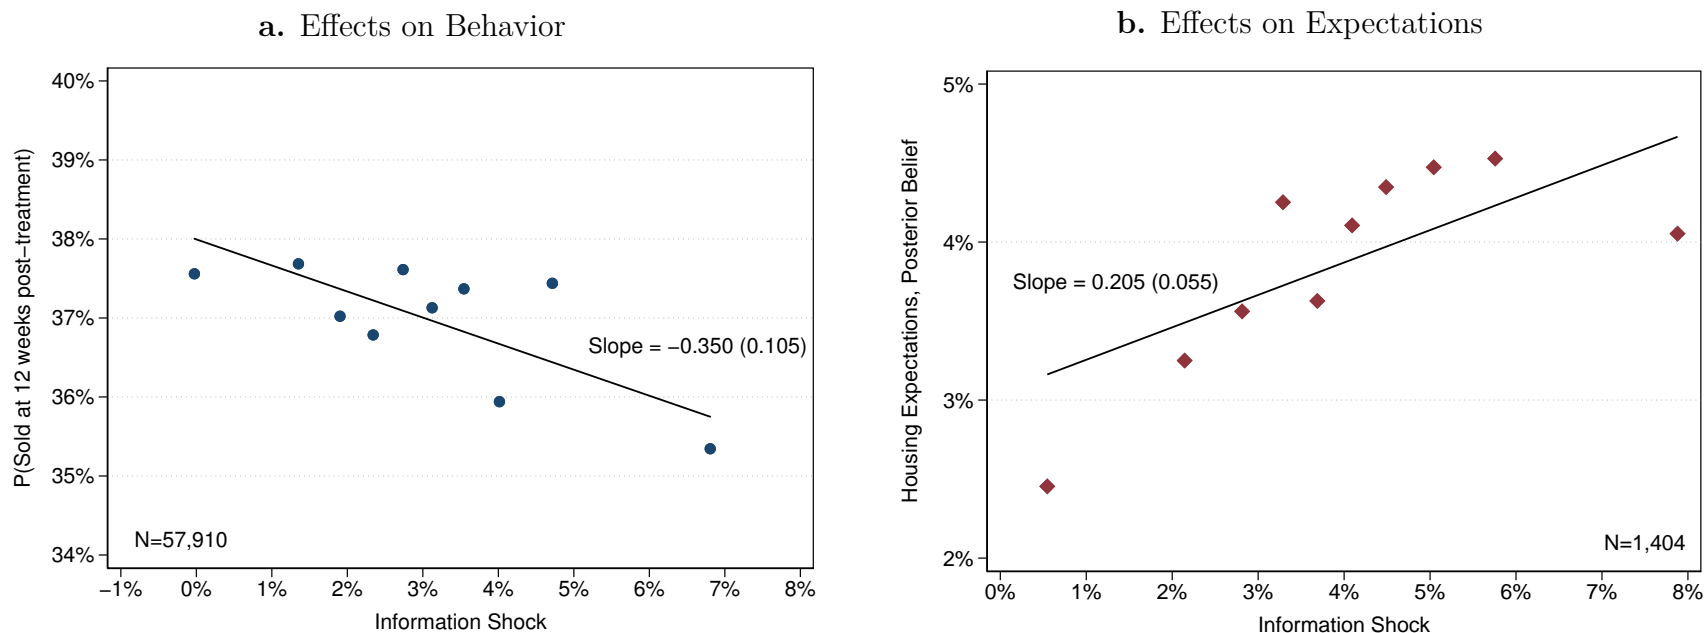 a. Effects on Behavior
P(Sold at 12 weeks post−treatment)
40%
39%
38%
37%
36%
35%
34%
Slope = −0.350 (0.105)
N=57,910
−1% 0% 1% 2% 3% 4% 5% 6% 7% 8%
Information Shock
b. Effects on Expectations
Housing Expectations, Posterior Belief
5%
4%
3%
2%
Slope = 0.205 (0.055)
N=1,404
0% 1% 2% 3% 4% 5% 6% 7% 8%
Information Shock